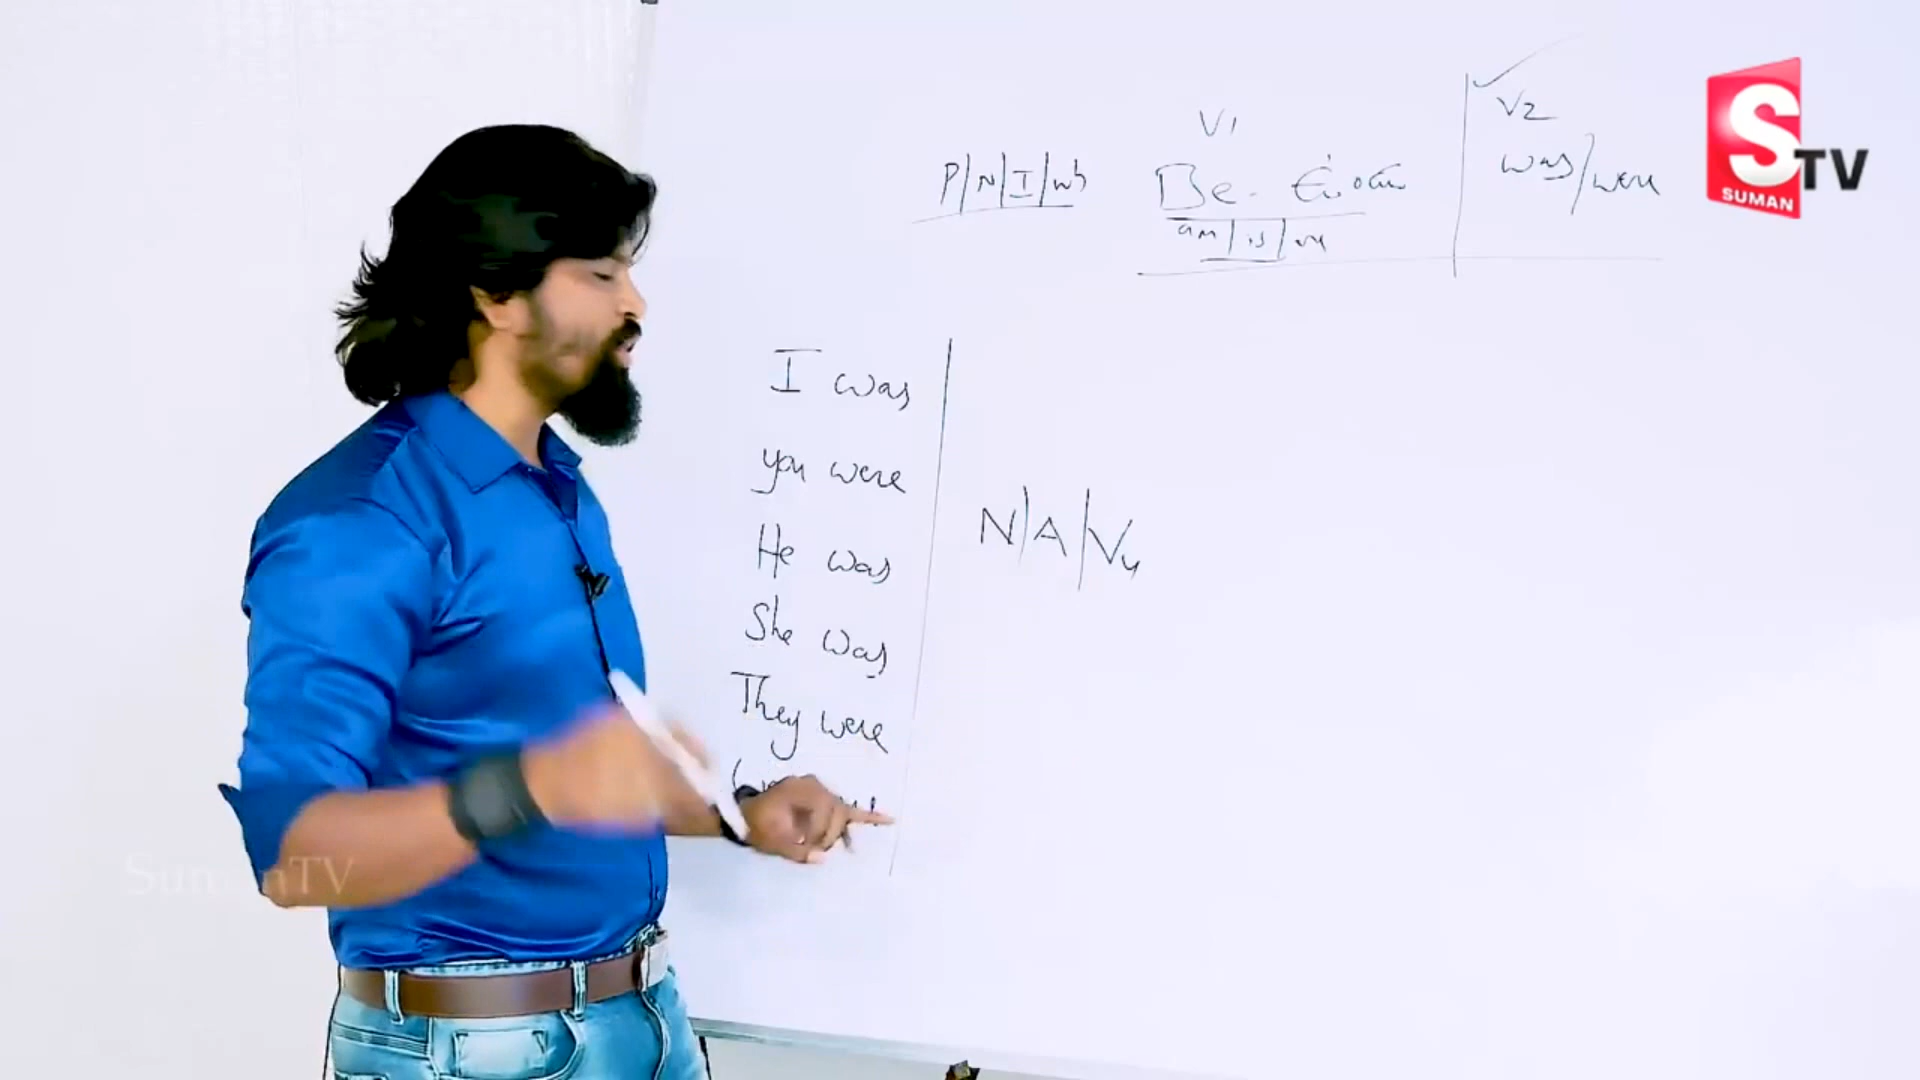 V1
V2
P/N/I/wh Be - ఉండు was/were
am/is/are
I was
you were
He was
She was
They were
N/A/V4
S
TV
SUMAN
SumanTV